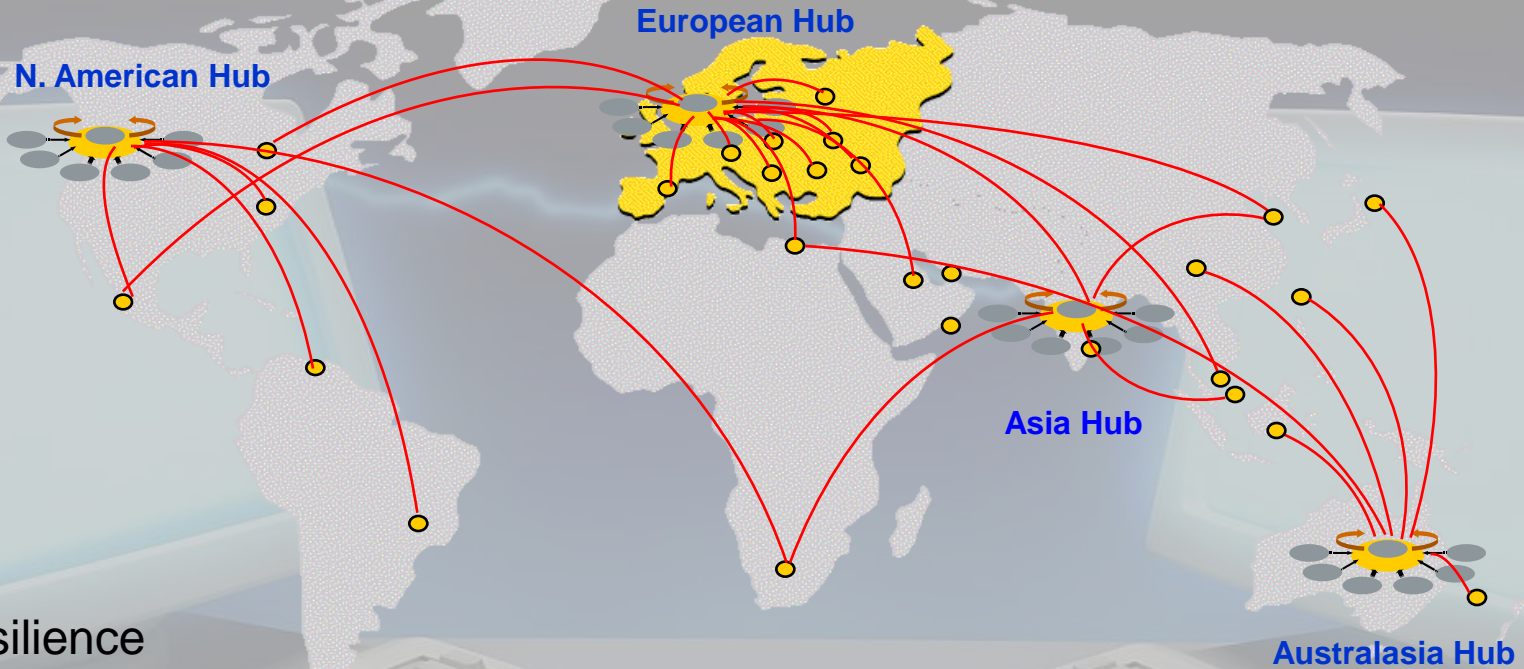 European Hub
N. American Hub
Asia Hub
silience
Australasia Hub